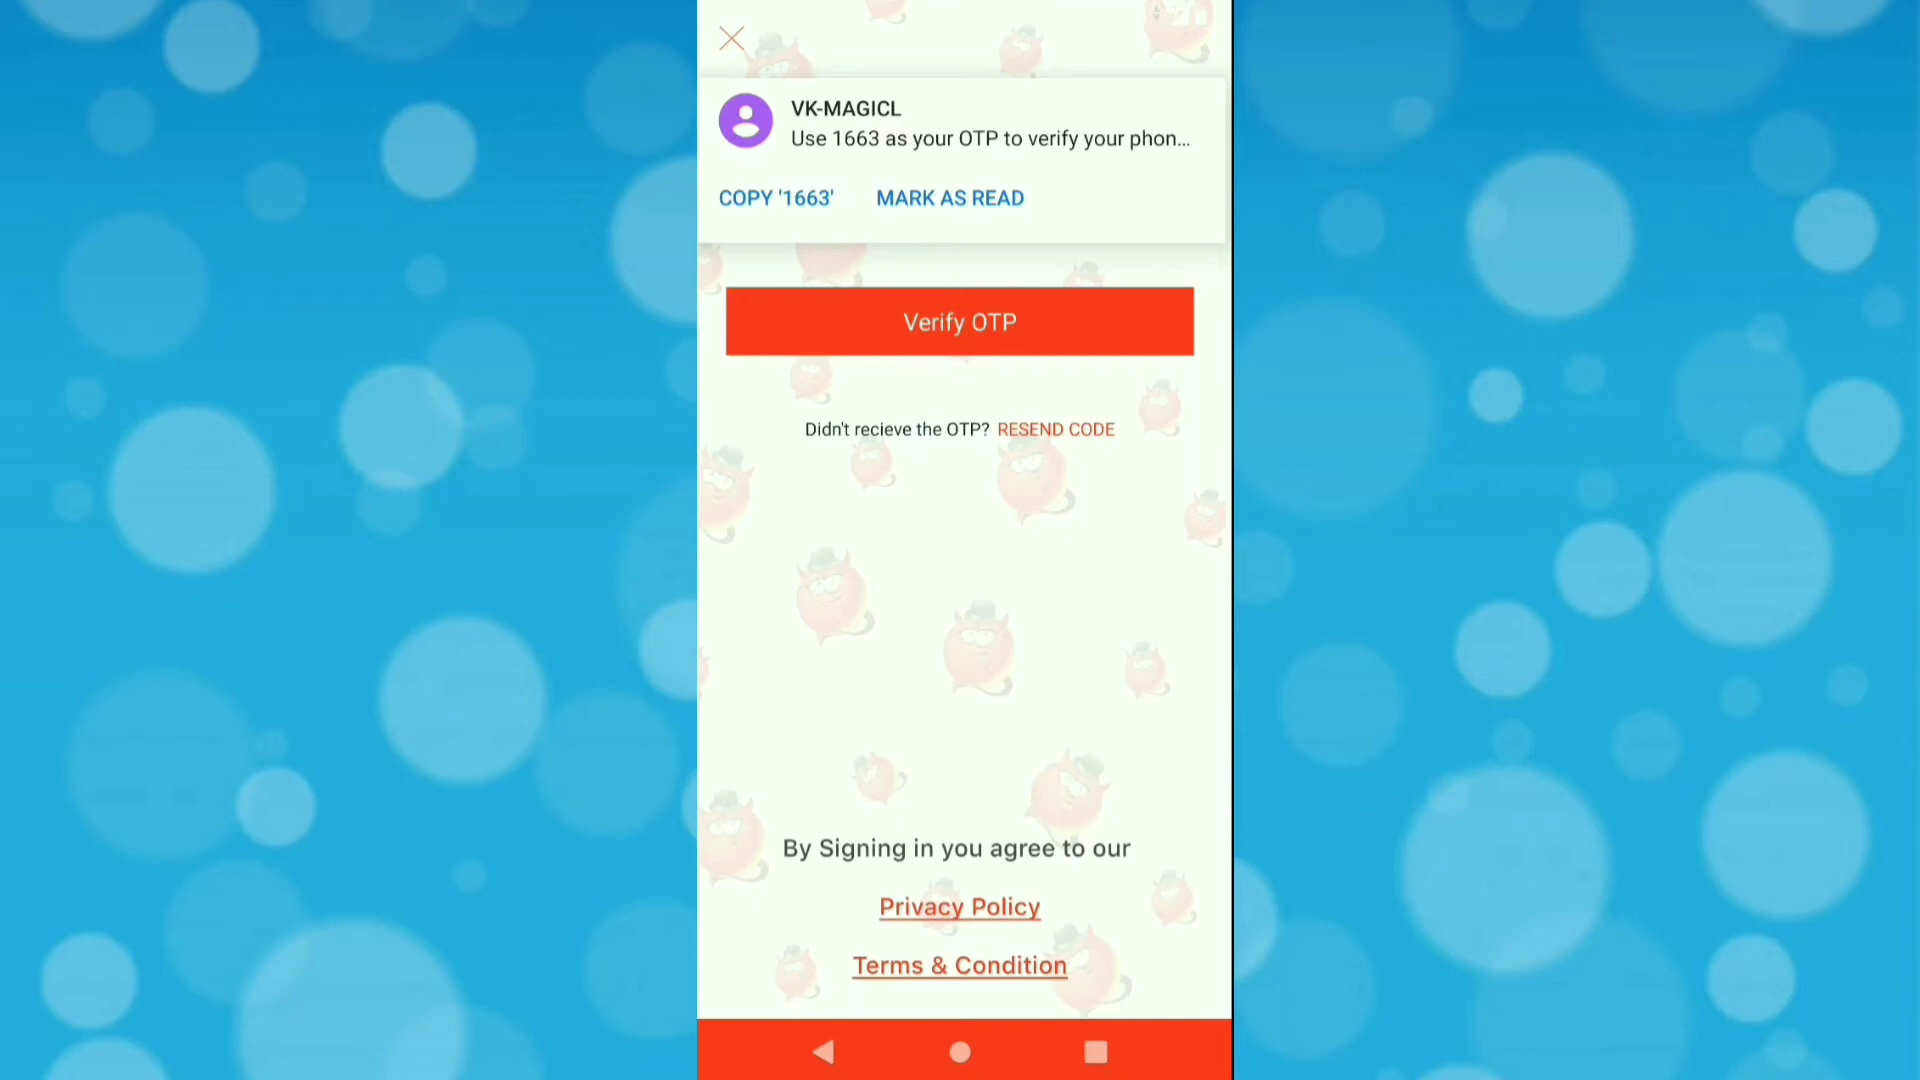 VK-MAGICL
Use 1663 as your OTP to verify your phon...
COPY '1663' MARK AS READ
Verify OTP
Didn't recieve the OTP? RESEND CODE
By Signing in you agree to our
Privacy Policy
Terms & Condition